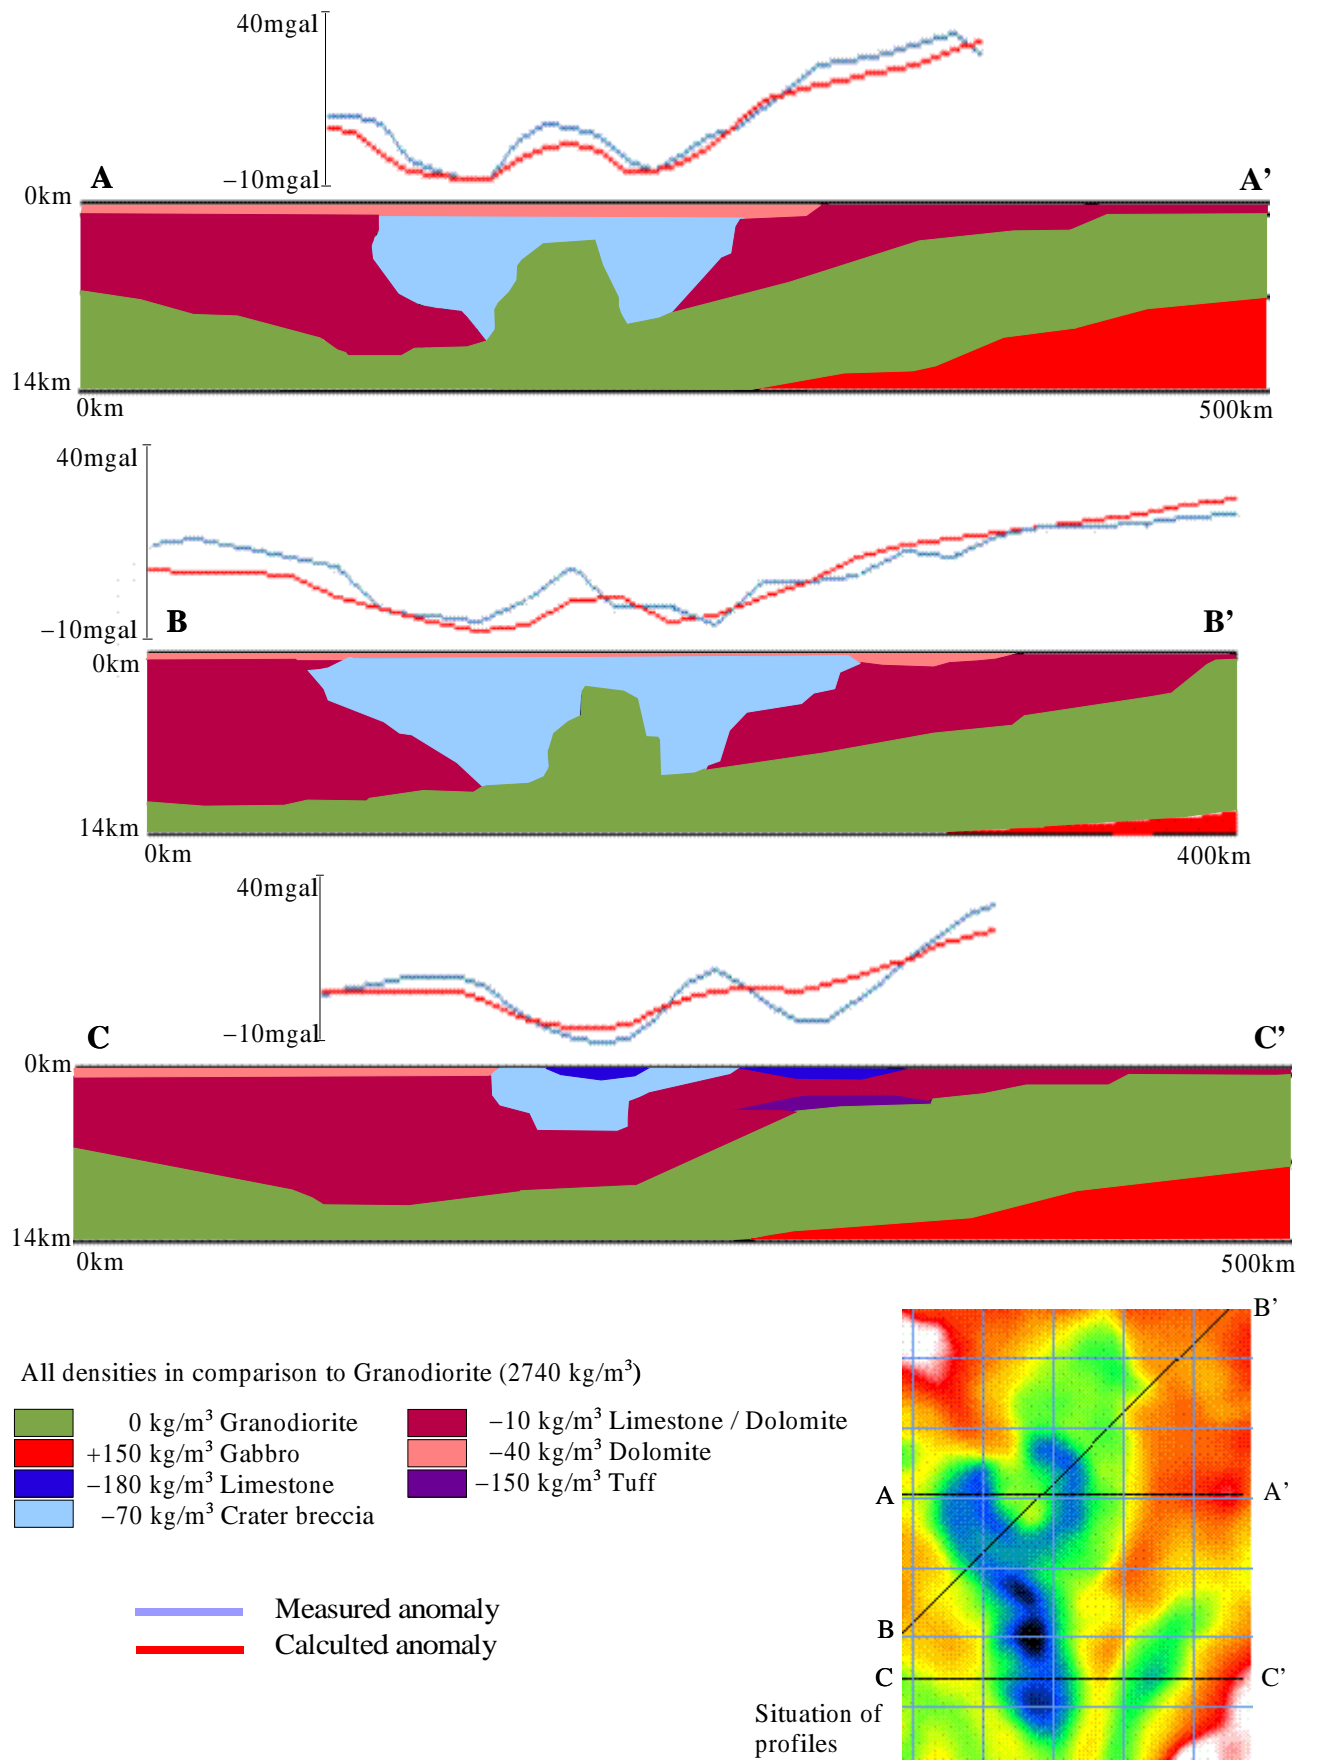 40mgal
−10mgal
A
A’
0km
14km
0km
500km
40mgal
−10mgal
B
B’
0km
14km
0km
400km
40mgal
−10mgal
C
C’
0km
14km
0km
500km
B’
All densities in comparison to Granodiorite (2740 kg/m³)
0 kg/m³ Granodiorite
+150 kg/m³ Gabbro
−180 kg/m³ Limestone
−70 kg/m³ Crater breccia
−10 kg/m³ Limestone / Dolomite
−40 kg/m³ Dolomite
−150 kg/m³ Tuff
A
A’
B
C
C’
Measured anomaly
Calculted anomaly
Situation of
profiles